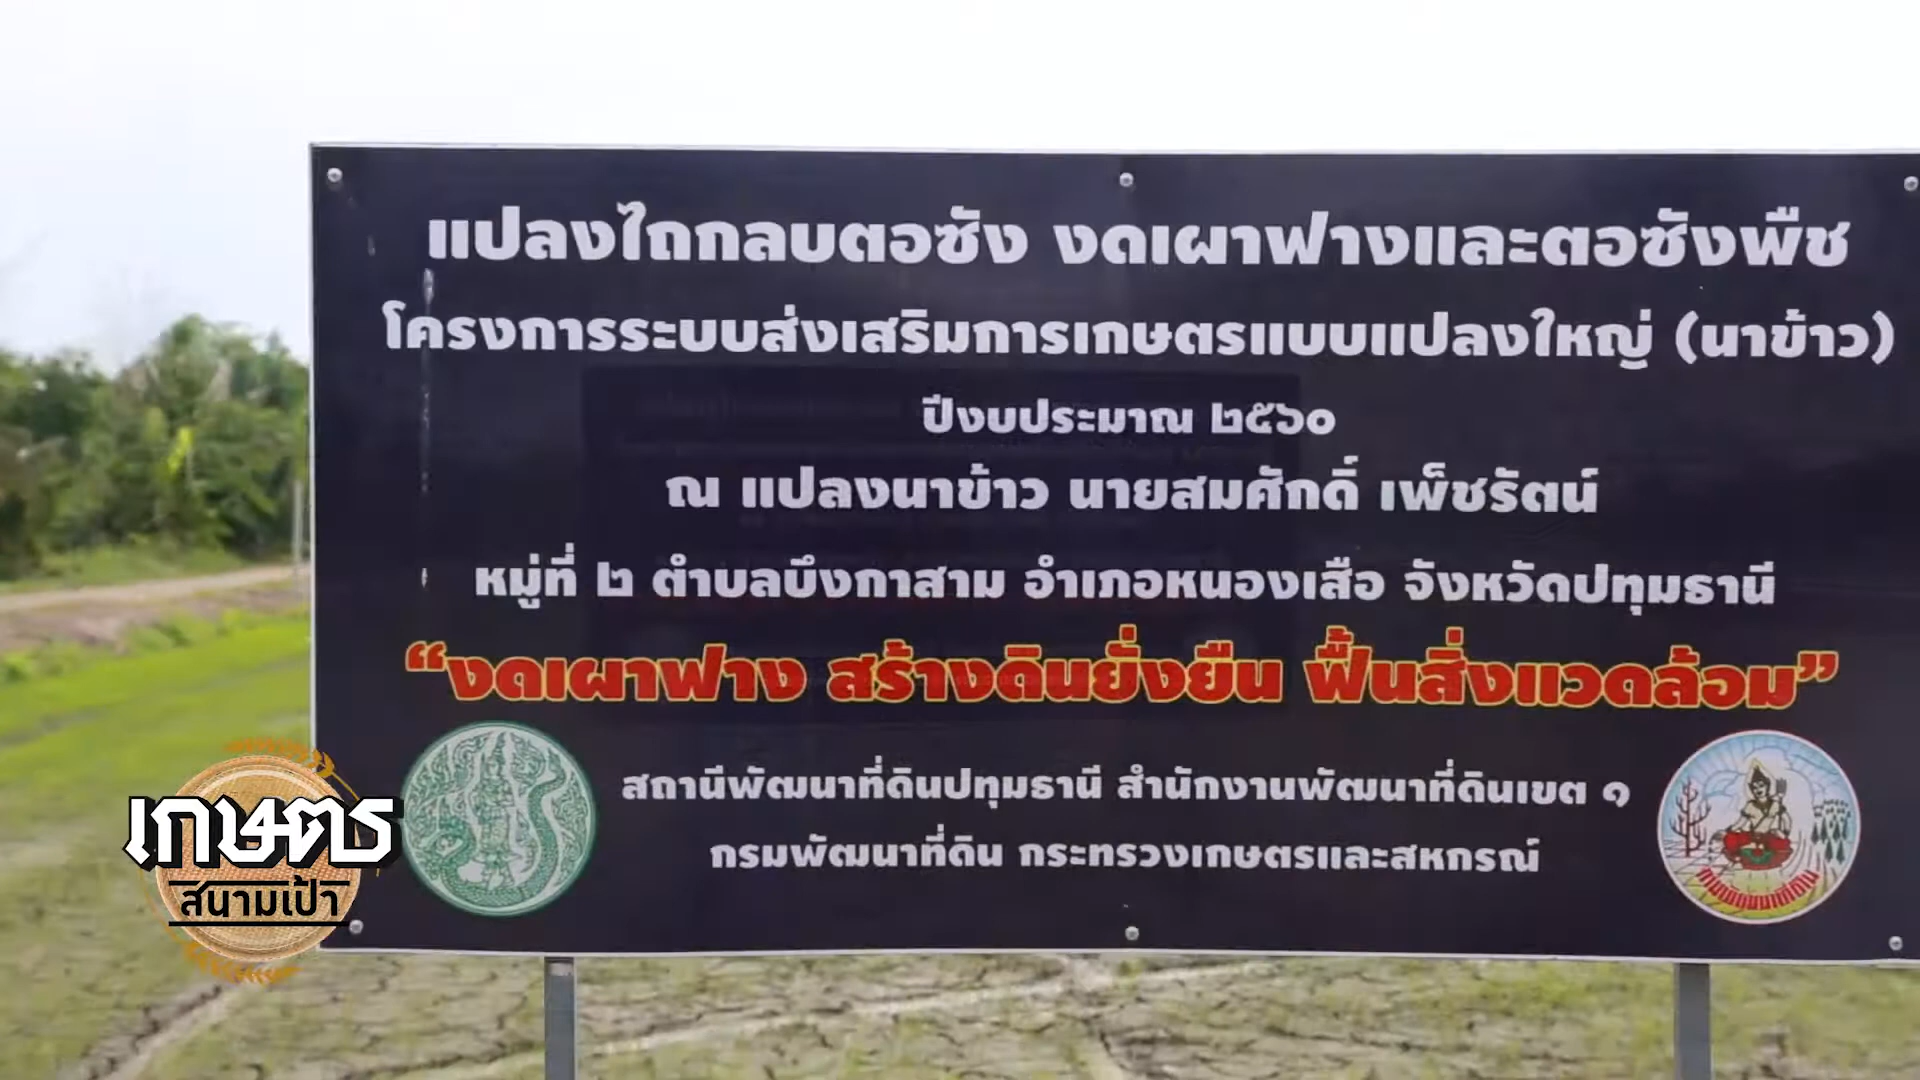 แปลงไถกลบตอซัง งดเผาฟางและตอซังพืช
โครงการระบบส่งเสริมการเกษตรแบบแปลงใหญ่ (นาข้าว)
ปีงบประมาณ ๒๕๖๐
ณ แปลงนาข้าว นายสมศักดิ์ เพ็ชรัตน์
หมู่ที่ ๒ ตำบลบึงกาสาม อำเภอหนองเสือ จังหวัดปทุมธานี
“งดเผาฟาง สร้างดินยั่งยืน ฟื้นสิ่งแวดล้อม”
สถานีพัฒนาที่ดินปทุมธานี สำนักงานพัฒนาที่ดินเขต ๑
กรมพัฒนาที่ดิน กระทรวงเกษตรและสหกรณ์
กรมพัฒนาที่ดิน
เกษตร
สนามเป้า